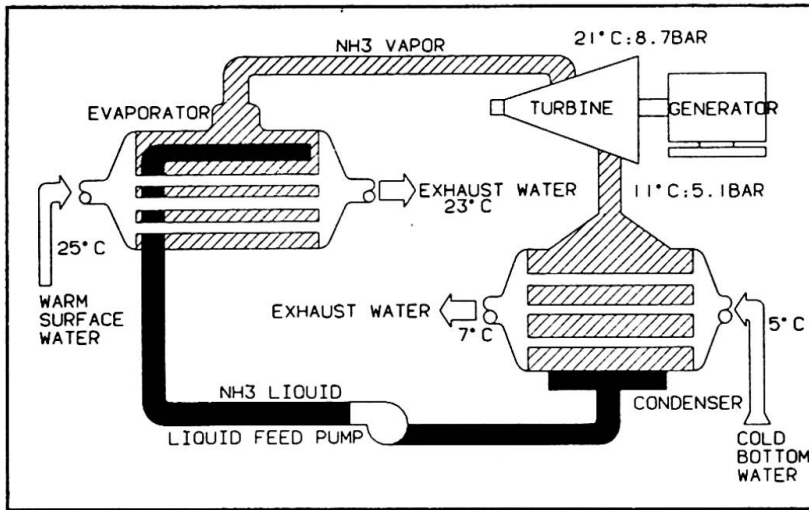 NH3 VAPOR
21°C:8.7BAR
EVAPORATOR
TURBINE
GENERATOR
EXHAUST WATER
23°C
11°C:5.1BAR
25°C
WARM
SURFACE
WATER
EXHAUST WATER
7°C
5°C
NH3 LIQUID
LIQUID FEED PUMP
CONDENSER
COLD
BOTTOM
WATER